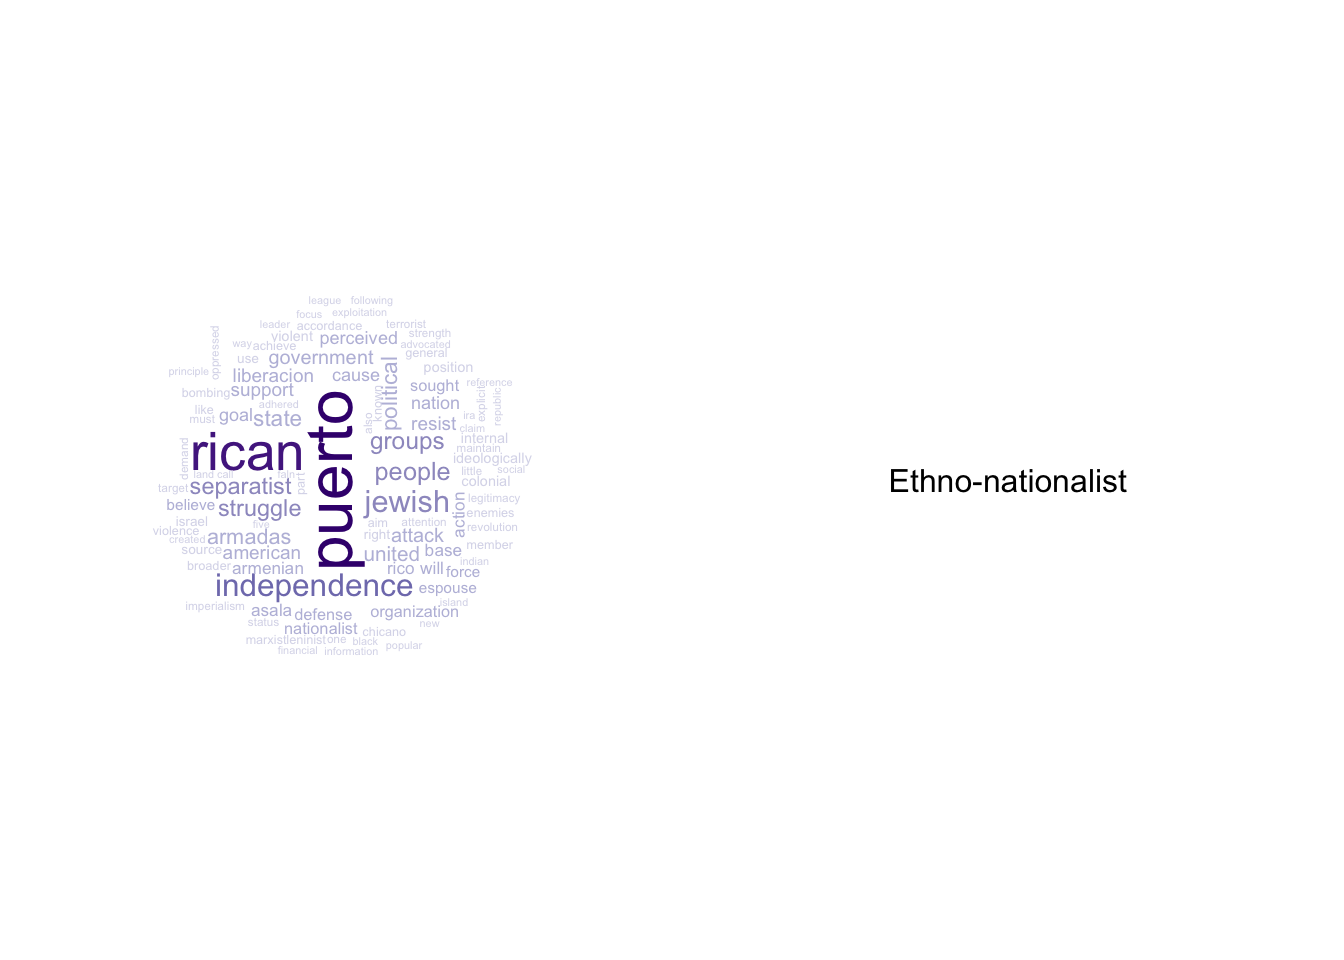 league following
focus exploitation
leader accordance terrorist
violent perceived strength
way achieve advocated
use government general
principle oppressed liberacion cause political position
bombing support sought reference
like adhered known nation explicit republic
must goal state also resist ira
claim
demand rican puerto groups internal
maintain
ideologically
land call fain part people little social
target separatist colonial
believe struggle jewish action legitimacy
israel five aim attention enemies
violence armadas right attack revolution
created
source american united base member
broader armenian rico will force indian
independence espouse
imperialism asala defense organization island
status nationalist chicano new
marxistleninist one black popular
financial information
Ethno-nationalist